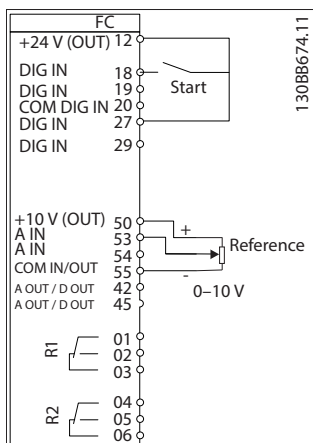 FC
+24 V (OUT) 12
DIG IN 18
DIG IN 19
COM DIG IN 20
DIG IN 27
DIG IN 29
Start
+10 V (OUT) 50
A IN 53
A IN 54
COM IN/OUT 55
A OUT / D OUT 42
A OUT / D OUT 45
+
Reference
-
0–10 V
R1
01
02
03
R2
04
05
06
130BB674.11